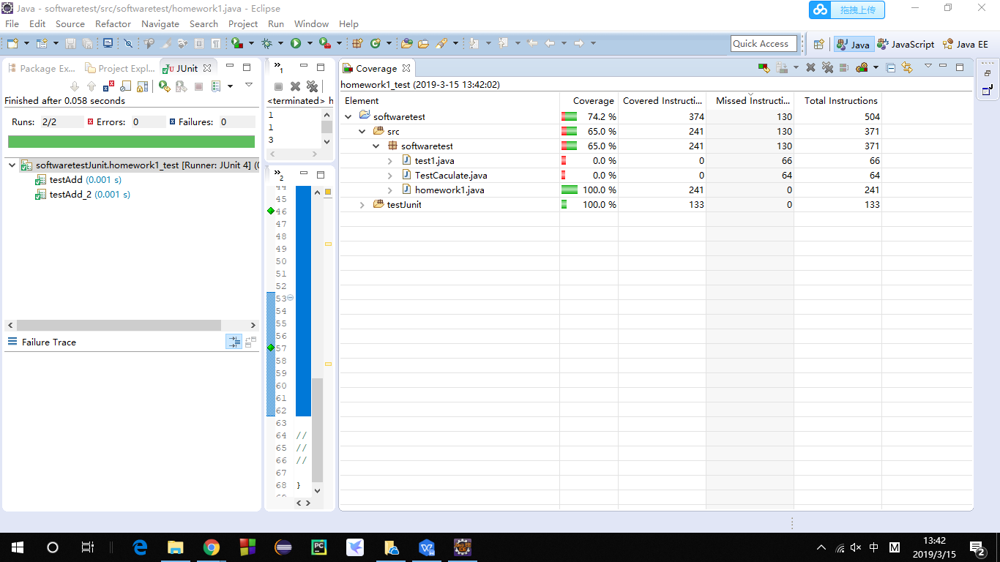 Java - softwaretest/src/softwaretest/homework1.java - Eclipse
拖拽上传
File Edit Source Refactor Navigate Search Project Run Window Help
Quick Access
Java
JavaScript
Java EE
Package Ex...
Project Expl...
JUnit
Finished after 0.058 seconds
Runs: 2/2 Errors: 0 Failures: 0
softwaretestJunit.homework1_test [Runner: JUnit 4] (0
testAdd (0.001 s)
testAdd_2 (0.001 s)
Failure Trace
1
<terminated> h
1
1
3
2
44
45
46
47
48
49
50
51
52
53
54
55
56
57
58
59
60
61
62
63
64 //
65 //
66 //
67
68 }
Coverage
homework1_test (2019-3-15 13:42:02)
Element Coverage Covered Instructi... Missed Instructi... Total Instructions
softwaretest 74.2 % 374 130 504
src 65.0 % 241 130 371
softwaretest 65.0 % 241 130 371
test1.java 0.0 % 0 66 66
TestCaculate.java 0.0 % 0 64 64
homework1.java 100.0 % 241 0 241
testJunit 100.0 % 133 0 133
中
M
13:42
2019/3/15
2